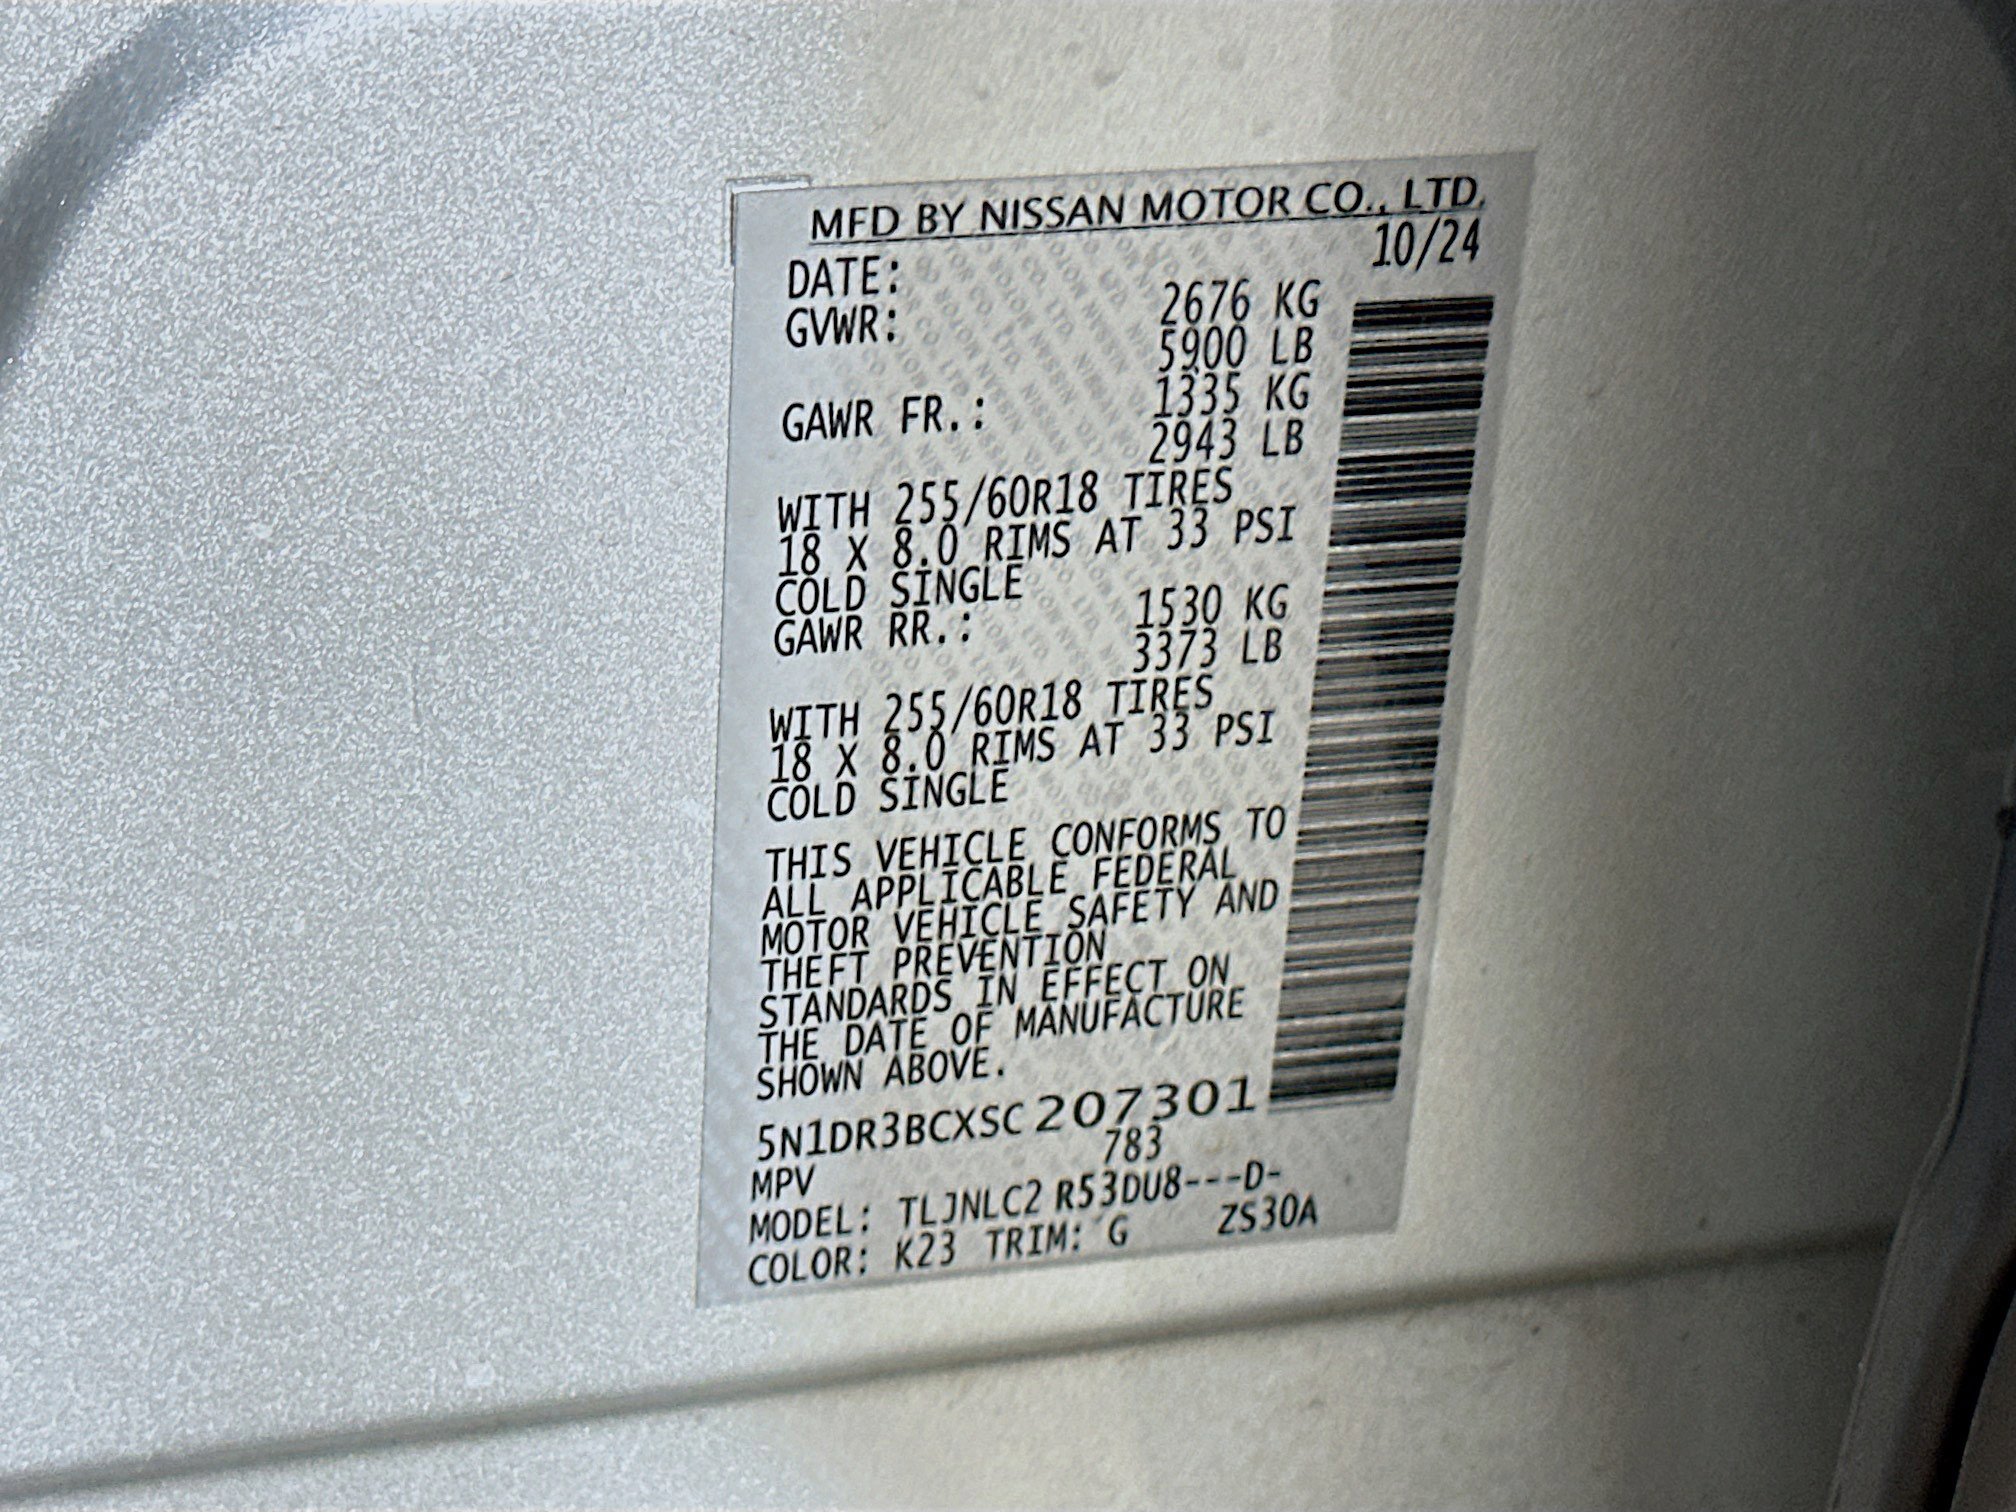 MFD BY NISSAN MOTOR CO., LTD.
DATE: 10/24
GVWR: 2676 KG
5900 LB
GAWR FR.: 1335 KG
2943 LB
WITH 255/60R18 TIRES
18 X 8.0 RIMS AT 33 PSI
COLD SINGLE
GAWR RR.: 1530 KG
3373 LB
WITH 255/60R18 TIRES
18 X 8.0 RIMS AT 33 PSI
COLD SINGLE
THIS VEHICLE CONFORMS TO
ALL APPLICABLE FEDERAL
MOTOR VEHICLE SAFETY AND
THEFT PREVENTION
STANDARDS IN EFFECT ON
THE DATE OF MANUFACTURE
SHOWN ABOVE.
5N1DR3BCXSC207301
783
MPV
MODEL: TLJNLC2 R53DU8---D-
COLOR: K23 TRIM: G ZS30A